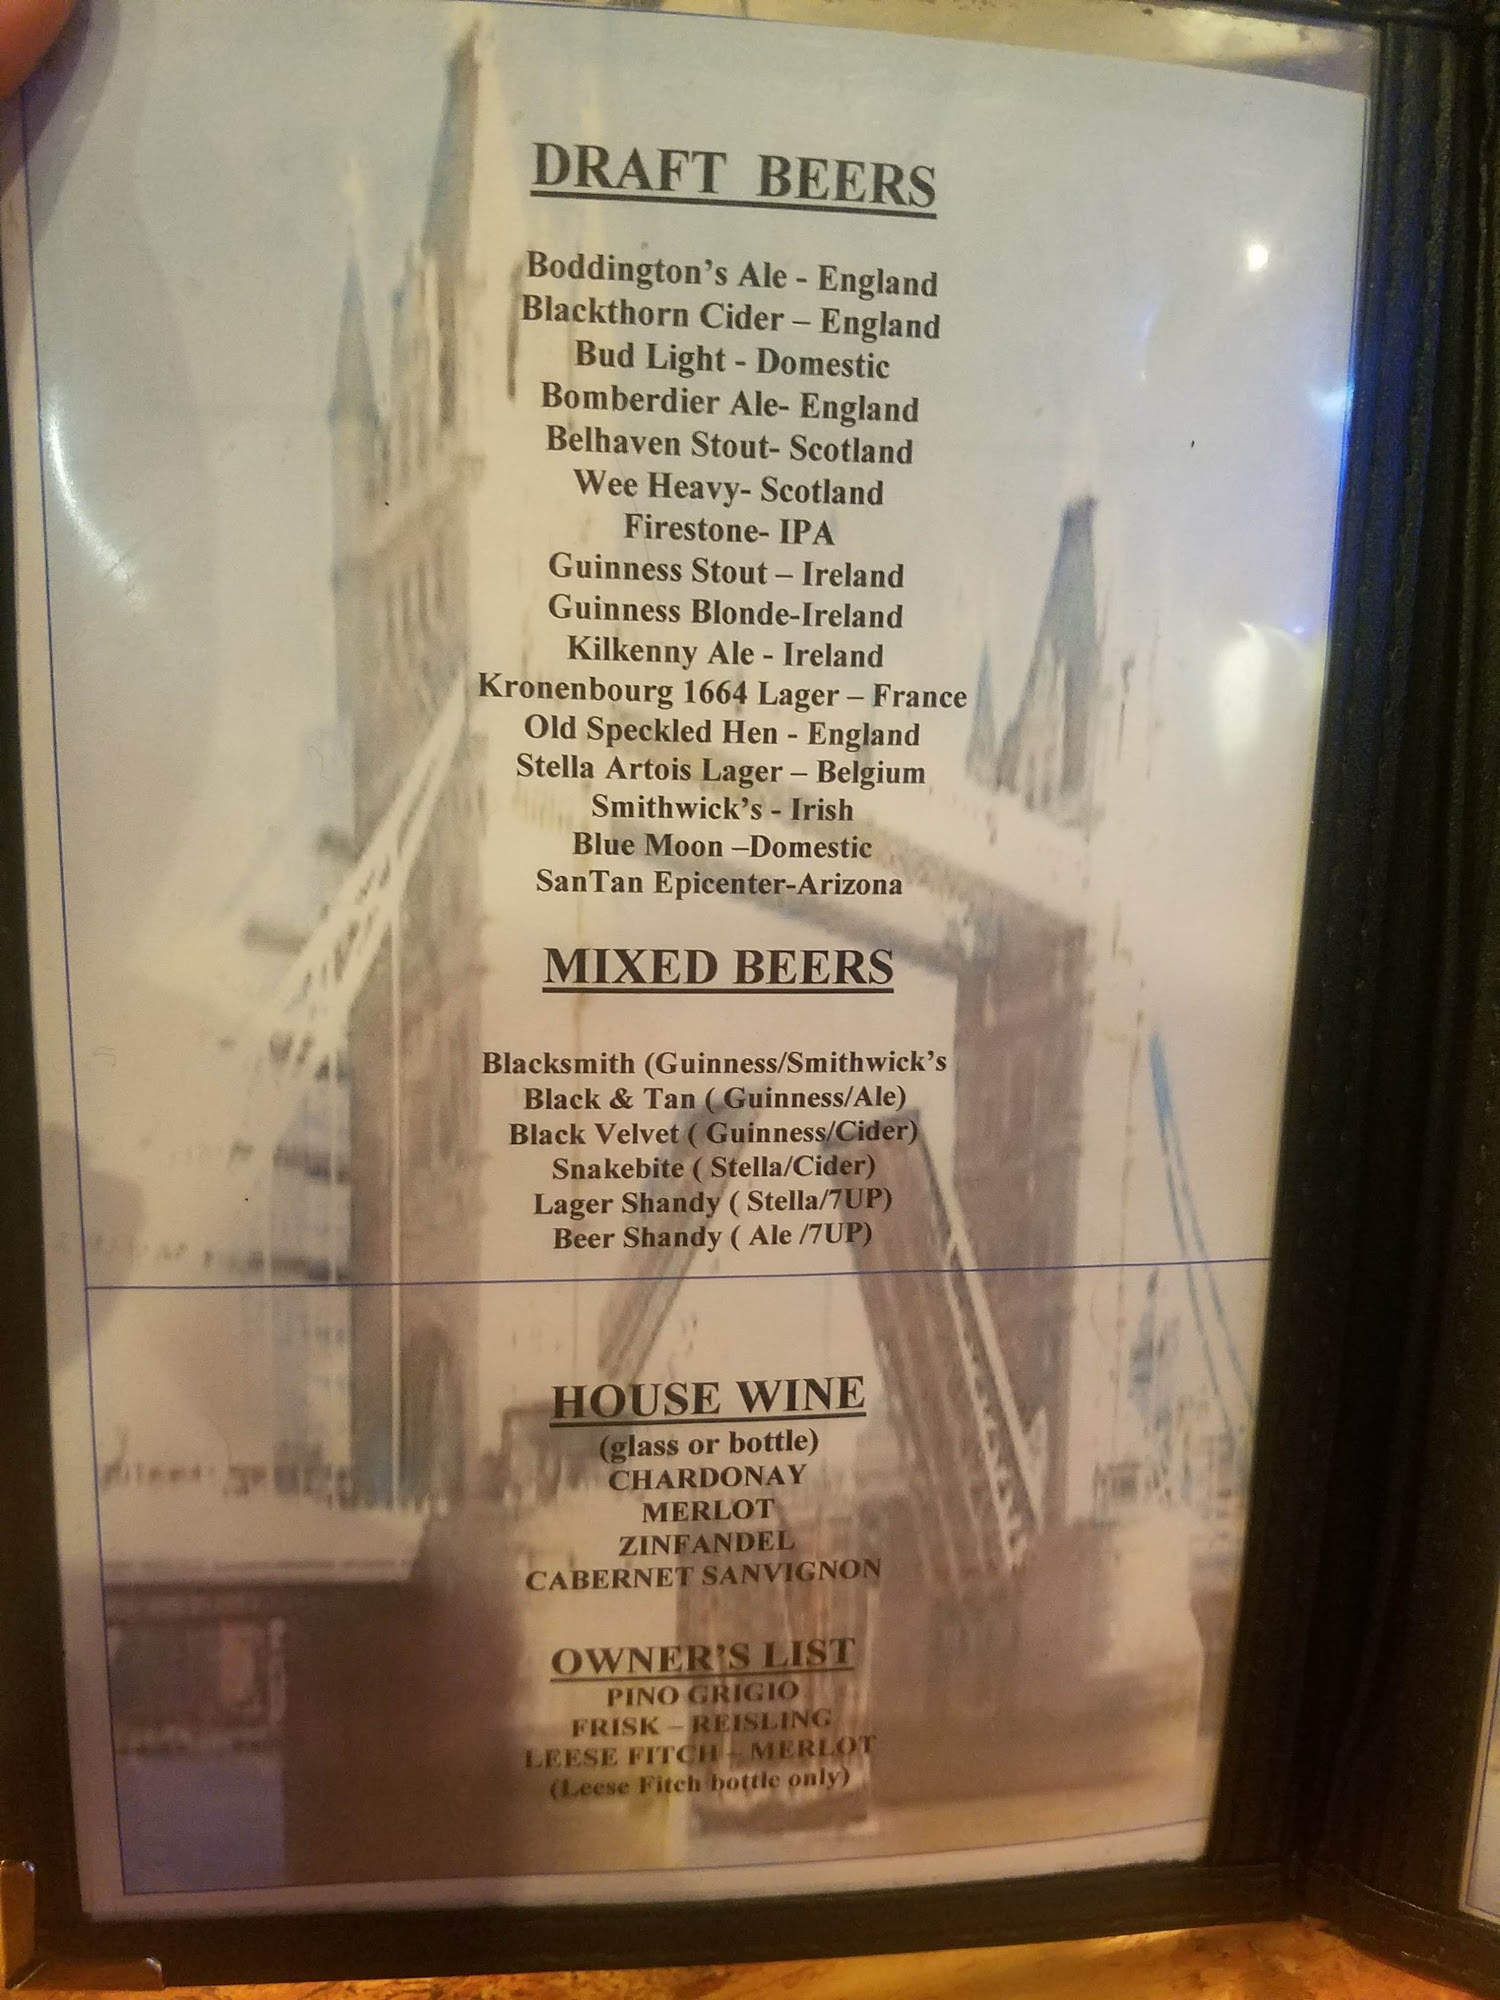 DRAFT BEERS
Boddington's Ale - England
Blackthorn Cider – England
Bud Light - Domestic
Bomberdier Ale- England
Belhaven Stout- Scotland
Wee Heavy- Scotland
Firestone- IPA
Guinness Stout – Ireland
Guinness Blonde-Ireland
Kilkenny Ale - Ireland
Kronenbourg 1664 Lager – France
Old Speckled Hen - England
Stella Artois Lager – Belgium
Smithwick's - Irish
Blue Moon –Domestic
SanTan Epicenter-Arizona
MIXED BEERS
Blacksmith (Guinness/Smithwick's
Black & Tan ( Guinness/Ale)
Black Velvet ( Guinness/Cider)
Snakebite ( Stella/Cider)
Lager Shandy ( Stella/7UP)
Beer Shandy ( Ale /7UP)
HOUSE WINE
(glass or bottle)
CHARDONAY
MERLOT
ZINFANDEL
CABERNET SANVIGNON
OWNER'S LIST
PINO GRIGIO
FRISK – REISLING
LEESE FITCH – MERLOT
(Leese Fitch bottle only)